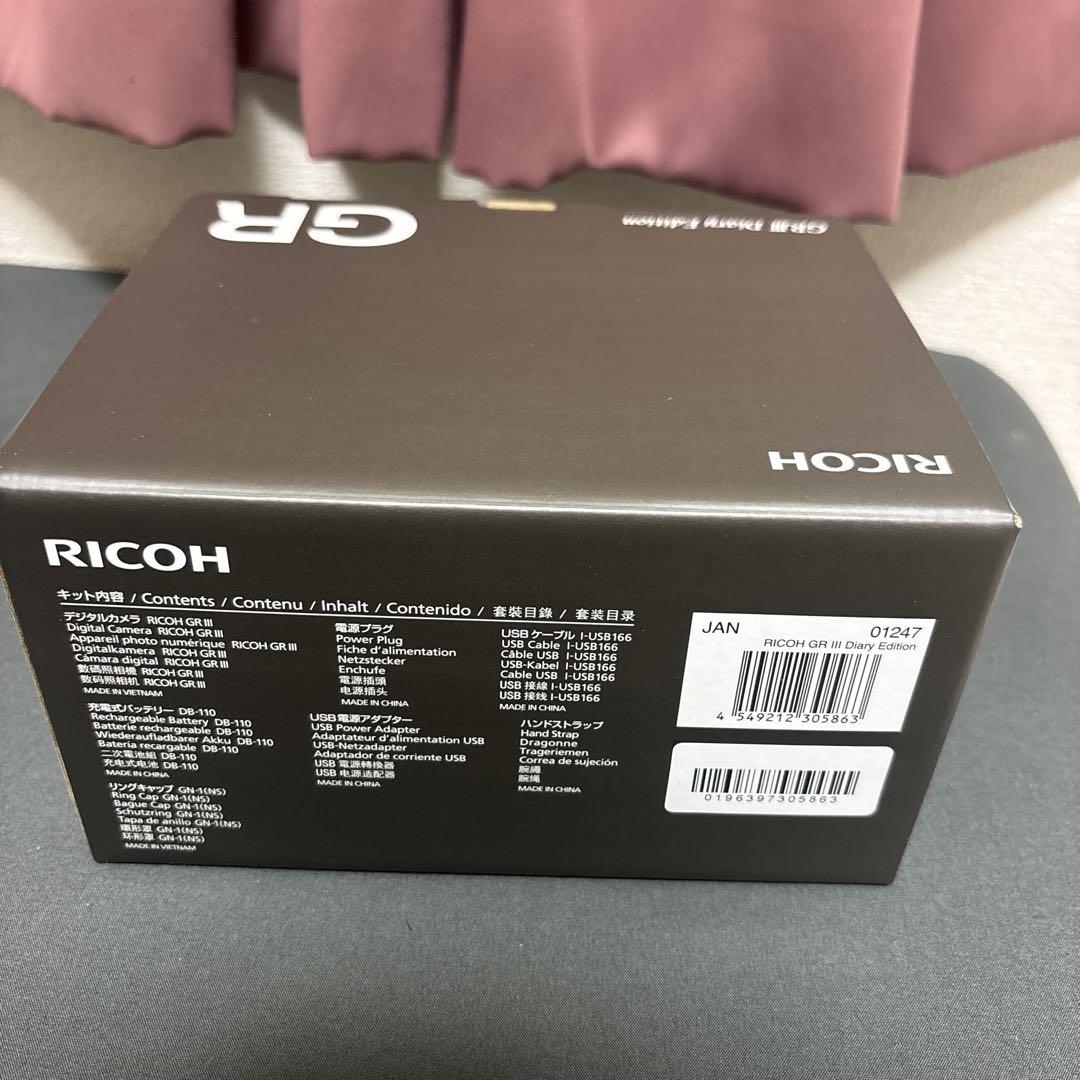 GR
GR III Diary Edition
RICOH
RICOH
キット内容 / Contents / Contenu / Inhalt / Contenido / 套裝目錄 / 套装目录
デジタルカメラ RICOH GR III
Digital Camera RICOH GR III
Appareil photo numérique RICOH GR III
Digitalkamera RICOH GR III
Cámara digital RICOH GR III
數碼照相機 RICOH GR III
数码照相机 RICOH GR III
MADE IN VIETNAM
電源プラグ
Power Plug
Fiche d'alimentation
Netzstecker
Enchufe
電源插頭
电源插头
MADE IN CHINA
USBケーブル I-USB166
USB Cable I-USB166
Câble USB I-USB166
USB-Kabel I-USB166
Cable USB I-USB166
USB 接線 I-USB166
USB 接线 I-USB166
MADE IN CHINA
充電式バッテリー DB-110
Rechargeable Battery DB-110
Batterie rechargeable DB-110
Wiederaufladbarer Akku DB-110
Bateria recargable DB-110
二次電池組 DB-110
充电式电池 DB-110
MADE IN CHINA
USB電源アダプター
USB Power Adapter
Adaptateur d'alimentation USB
USB-Netzadapter
Adaptador de corriente USB
USB 電源轉換器
USB 电源适配器
MADE IN CHINA
ハンドストラップ
Hand Strap
Dragonne
Trageriemen
Correa de sujeción
腕繩
腕绳
MADE IN CHINA
リングキャップ GN-1(NS)
Ring Cap GN-1(NS)
Bague Cap GN-1(NS)
Schutzring GN-1(NS)
Tapa de anillo GN-1(NS)
環形罩 GN-1(NS)
环形罩 GN-1(NS)
MADE IN VIETNAM
JAN 01247
RICOH GR III Diary Edition
4 549212 305863
0196397305863